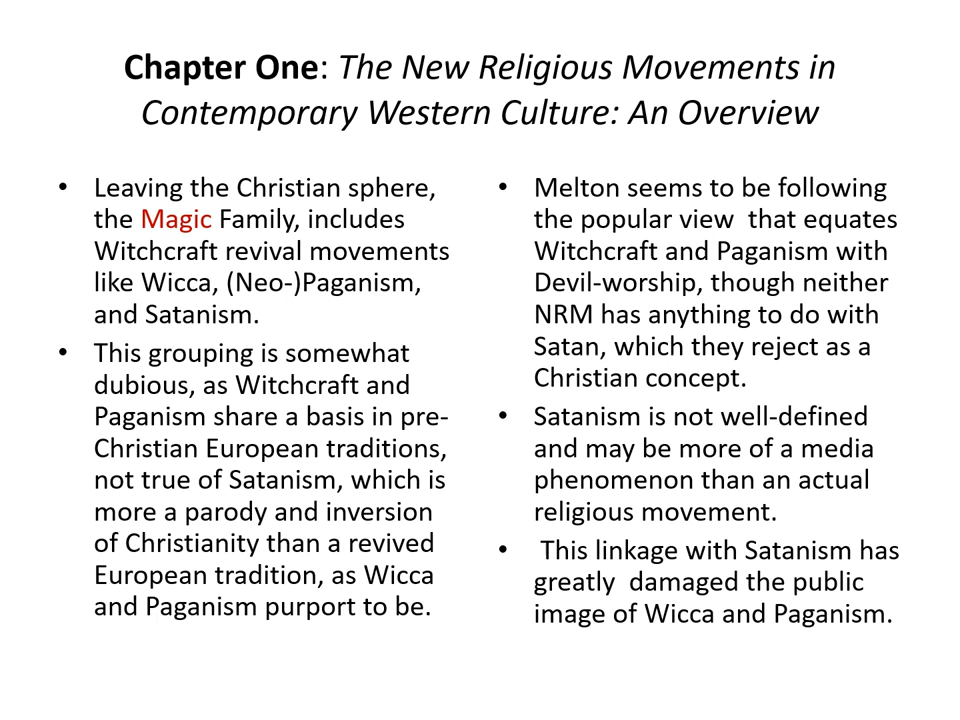 Chapter One: The New Religious Movements in
Contemporary Western Culture: An Overview
• Leaving the Christian sphere,
the Magic Family, includes
Witchcraft revival movements
like Wicca, (Neo-)Paganism,
and Satanism.
• This grouping is somewhat
dubious, as Witchcraft and
Paganism share a basis in pre-
Christian European traditions,
not true of Satanism, which is
more a parody and inversion
of Christianity than a revived
European tradition, as Wicca
and Paganism purport to be.
• Melton seems to be following
the popular view  that equates
Witchcraft and Paganism with
Devil-worship, though neither
NRM has anything to do with
Satan, which they reject as a
Christian concept.
• Satanism is not well-defined
and may be more of a media
phenomenon than an actual
religious movement.
•  This linkage with Satanism has
greatly  damaged the public
image of Wicca and Paganism.